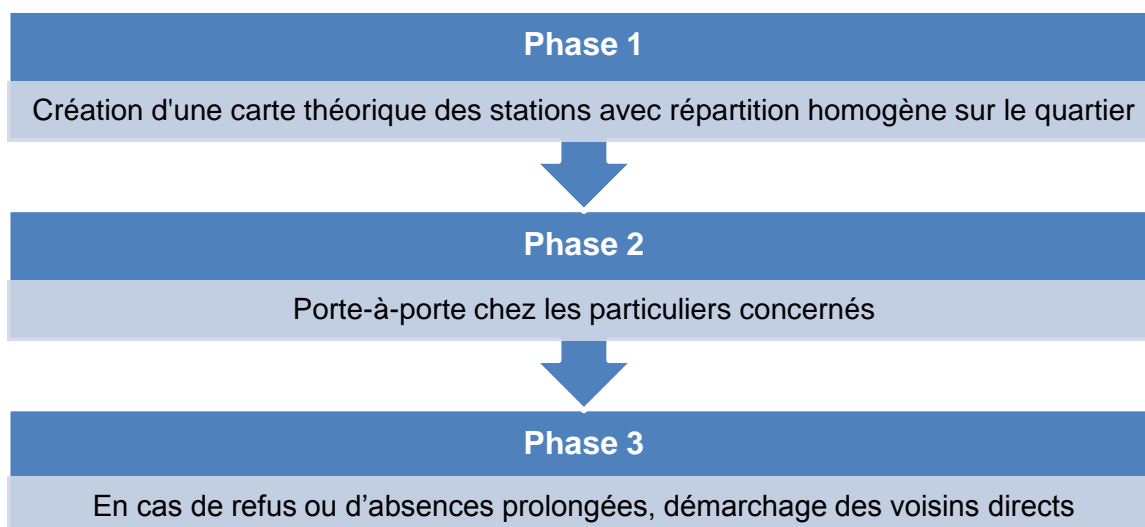 Phase 1
Création d'une carte théorique des stations avec répartition homogène sur le quartier
Phase 2
Porte-à-porte chez les particuliers concernés
Phase 3
En cas de refus ou d’absences prolongées, démarchage des voisins directs